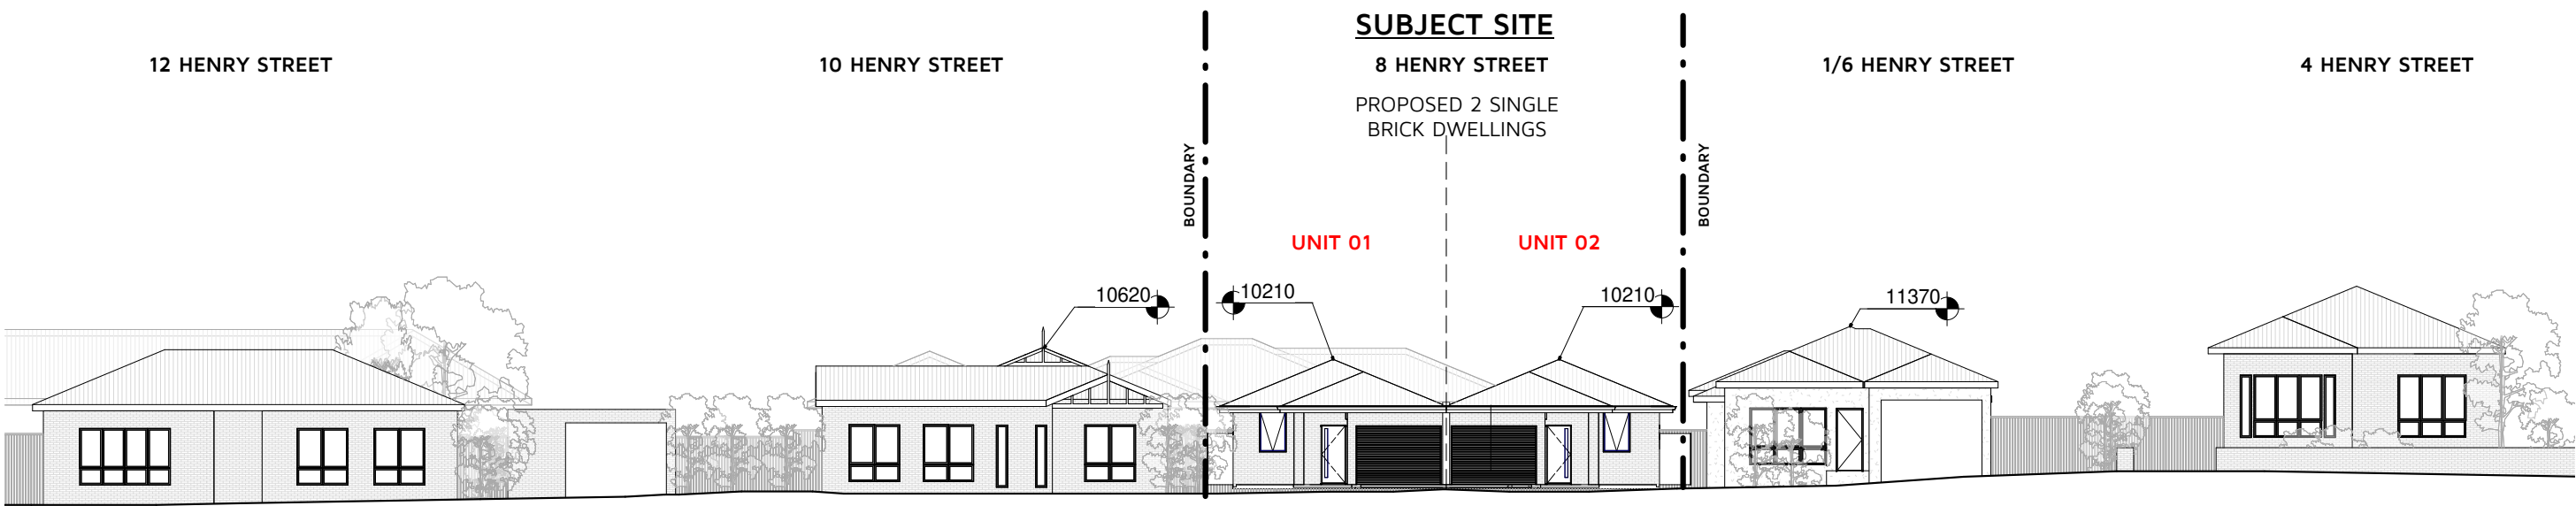 SUBJECT SITE
12 HENRY STREET
10 HENRY STREET
8 HENRY STREET
1/6 HENRY STREET
4 HENRY STREET
PROPOSED 2 SINGLE
BRICK DWELLINGS
BOUNDARY
BOUNDARY
UNIT 01
UNIT 02
10620
10210
10210
11370